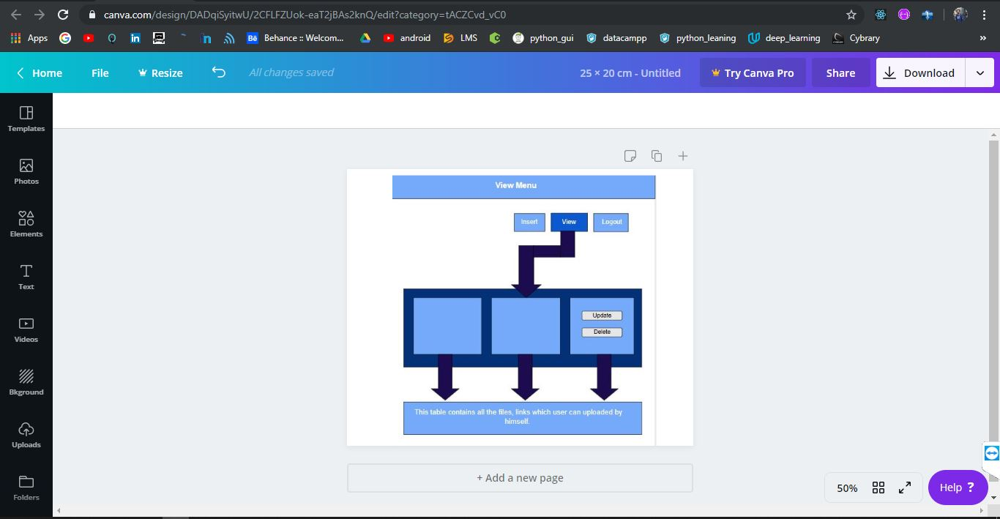 canva.com/design/DADqiSyitwU/2CFLFZUok-eaT2jBAs2knQ/edit?category=tACZCvd_vC0
Apps LMS android Behance :: Welcom... python_gui datacampp python_leaning deep_learning Cybrary »
Home File Resize All changes saved 25 × 20 cm - Untitled Try Canva Pro Share Download
Templates
Photos
Elements
Text
Videos
Bkground
Uploads
Folders
View Menu
Insert View Logout
Update
Delete
This table contains all the files, links which user can uploaded by
himself.
+ Add a new page
50% Help ?